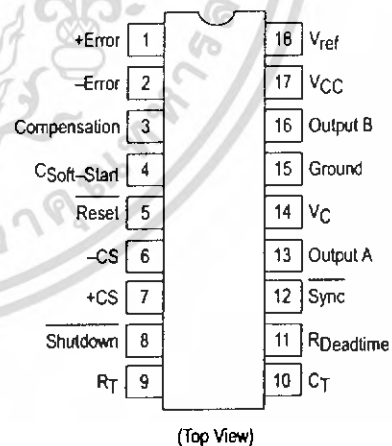 +Error 1 18 Vref
–Error 2 17 VCC
Compensation 3 16 Output B
CSoft–Start 4 15 Ground
Reset 5 14 VC
–CS 6 13 Output A
+CS 7 12 Sync
Shutdown 8 11 RDeadtime
RT 9 10 CT
(Top View)